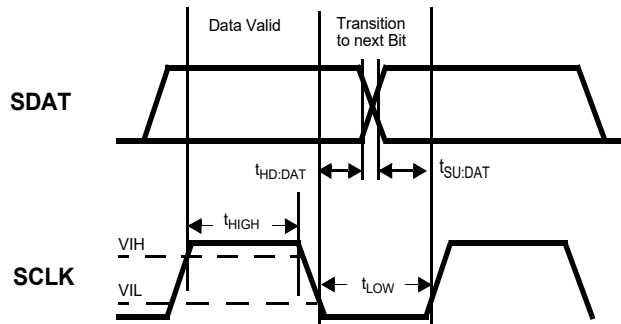 Data Valid
Transition
to next Bit
SDAT
tHD:DAT
tSU:DAT
tHIGH
VIH
SCLK
VIL
tLOW